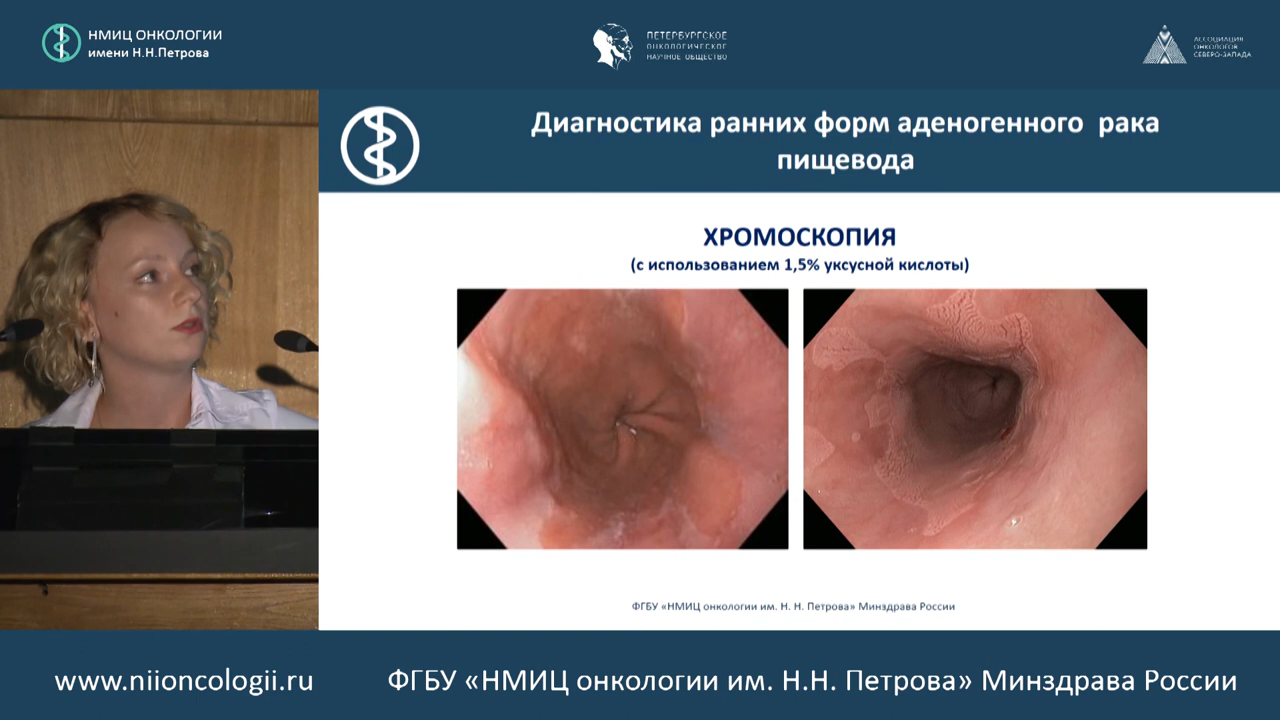 НМИЦ ОНКОЛОГИИ
имени Н.Н.Петрова
ПЕТЕРБУРГСКОЕ
ОНКОЛОГИЧЕСКОЕ
НАУЧНОЕ ОБЩЕСТВО
АССОЦИАЦИЯ
ОНКОЛОГОВ
СЕВЕРО-ЗАПАДА
Диагностика ранних форм аденогенного рака
пищевода
ХРОМОСКОПИЯ
(с использованием 1,5% уксусной кислоты)
ФГБУ «НМИЦ онкологии им. Н. Н. Петрова» Минздрава России
www.niioncologii.ru
ФГБУ «НМИЦ онкологии им. Н.Н. Петрова» Минздрава России